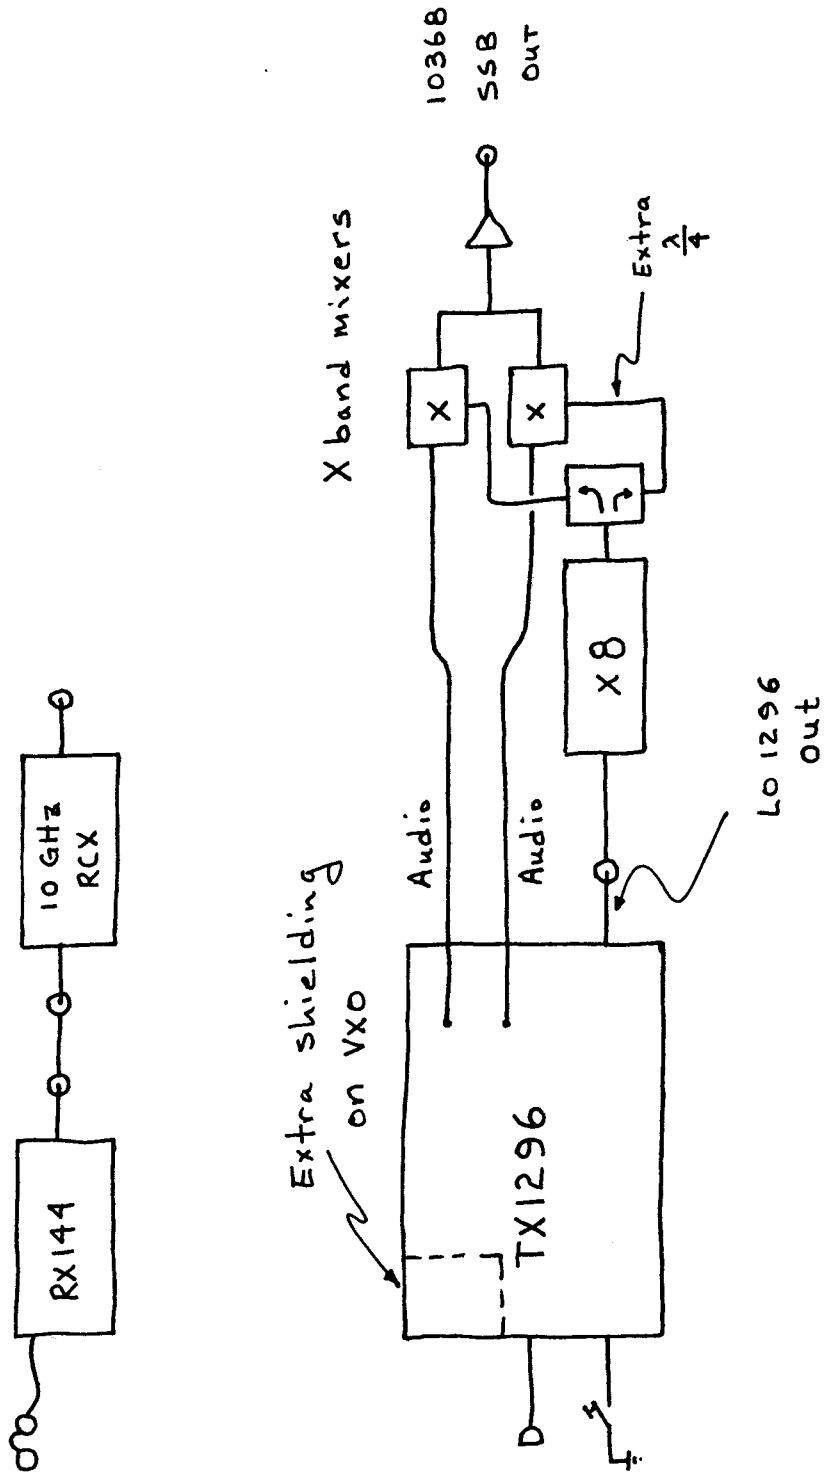 RX144
10 GHz
RCX
Extra shielding
on VXO
TX1296
Audio
Audio
LO 1296
out
X8
X band mixers
X
X
Extra
λ
4
10368
SSB
OUT